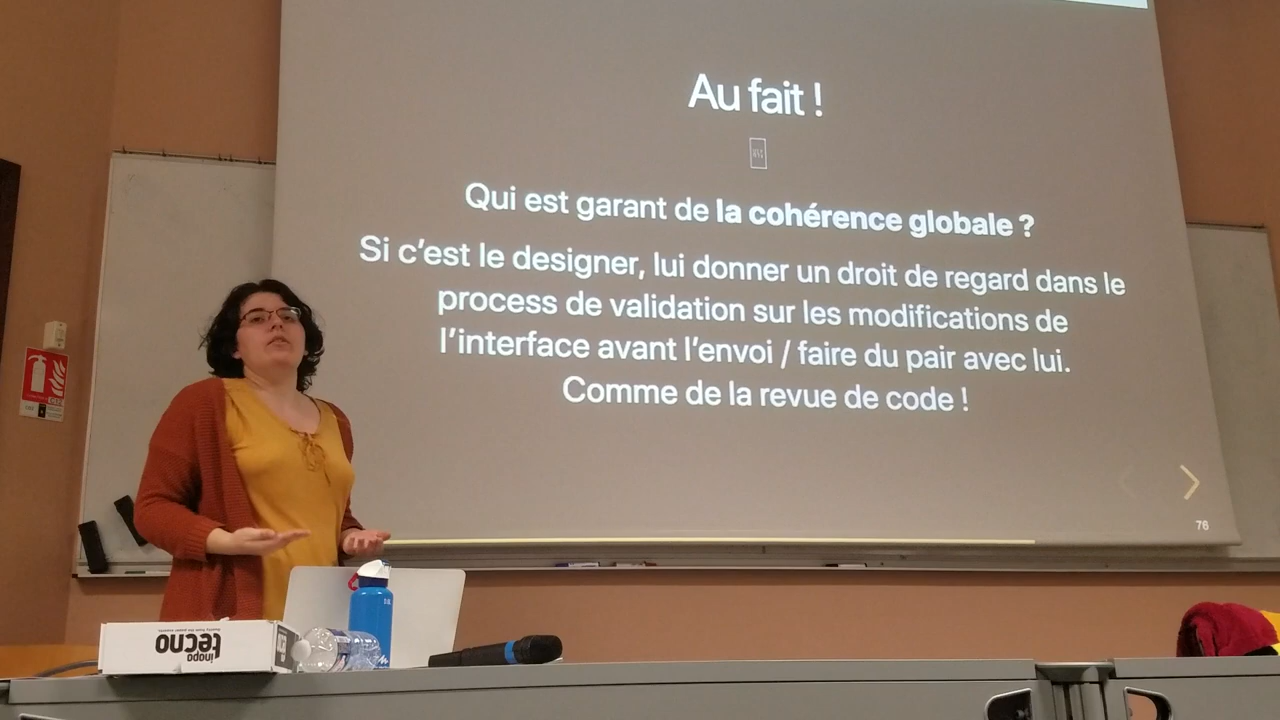 Au fait !
Qui est garant de la cohérence globale ?
Si c’est le designer, lui donner un droit de regard dans le
process de validation sur les modifications de
l’interface avant l’envoi / faire du pair avec lui.
Comme de la revue de code !
76
inapa
tecno